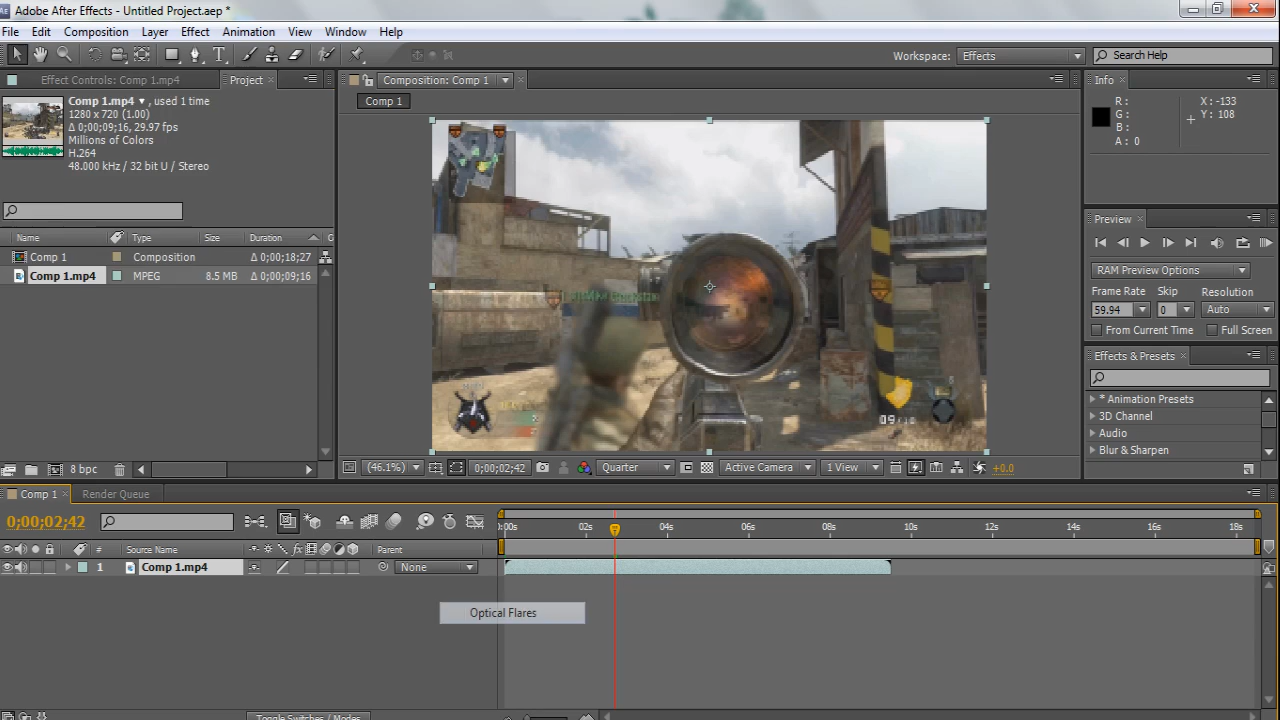 Adobe After Effects - Untitled Project.aep *
File Edit Composition Layer Effect Animation View Window Help
Workspace: Effects Search Help
Effect Controls: Comp 1.mp4 Project
Comp 1.mp4 , used 1 time
1280 x 720 (1.00)
Δ 0;00;09;16, 29.97 fps
Millions of Colors
H.264
48.000 kHz / 32 bit U / Stereo
Name Type Size Duration
Comp 1 Composition Δ 0;00;18;27
Comp 1.mp4 MPEG 8.5 MB Δ 0;00;09;16
8 bpc
Composition: Comp 1
Comp 1
(46.1%) 0;00;02;42 Quarter Active Camera 1 View +0.0
Info
R : X : -133
G : Y : 108
B :
A : 0
Preview
RAM Preview Options
Frame Rate Skip Resolution
59.94 0 Auto
From Current Time Full Screen
Effects & Presets
* Animation Presets
3D Channel
Audio
Blur & Sharpen
Comp 1 Render Queue
0;00;02;42
:00s 02s 04s 06s 08s 10s 12s 14s 16s 18s
# Source Name Parent
1 Comp 1.mp4 None
Optical Flares
Toggle Switches / Modes